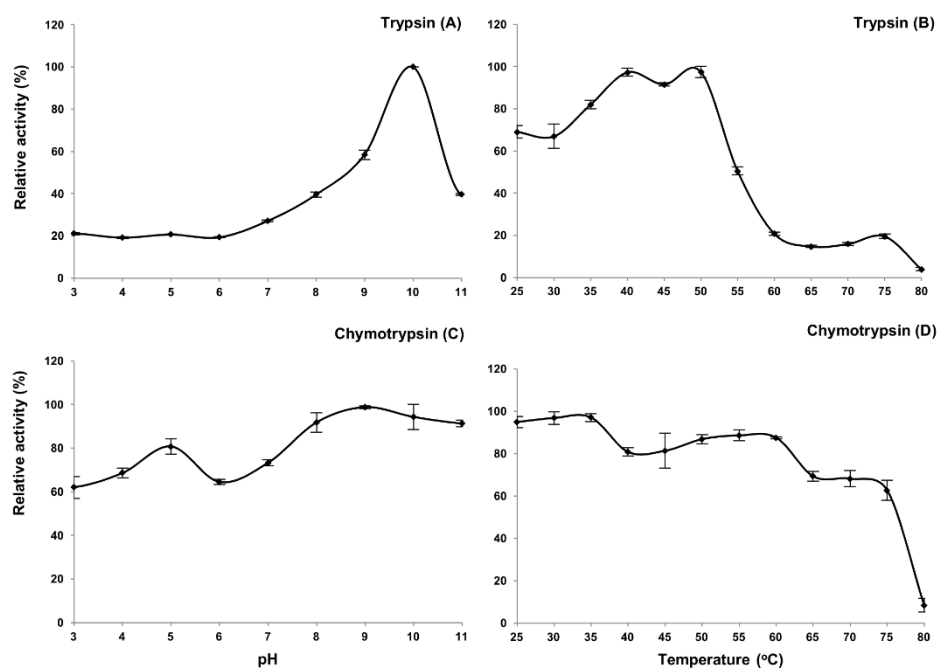 Trypsin (A)
Relative activity (%)
120
100
80
60
40
20
0
3 4 5 6 7 8 9 10 11
Trypsin (B)
120
100
80
60
40
20
0
25 30 35 40 45 50 55 60 65 70 75 80
Chymotrypsin (C)
Relative activity (%)
120
100
80
60
40
20
0
3 4 5 6 7 8 9 10 11
pH
Chymotrypsin (D)
120
100
80
60
40
20
0
25 30 35 40 45 50 55 60 65 70 75 80
Temperature (ºC)